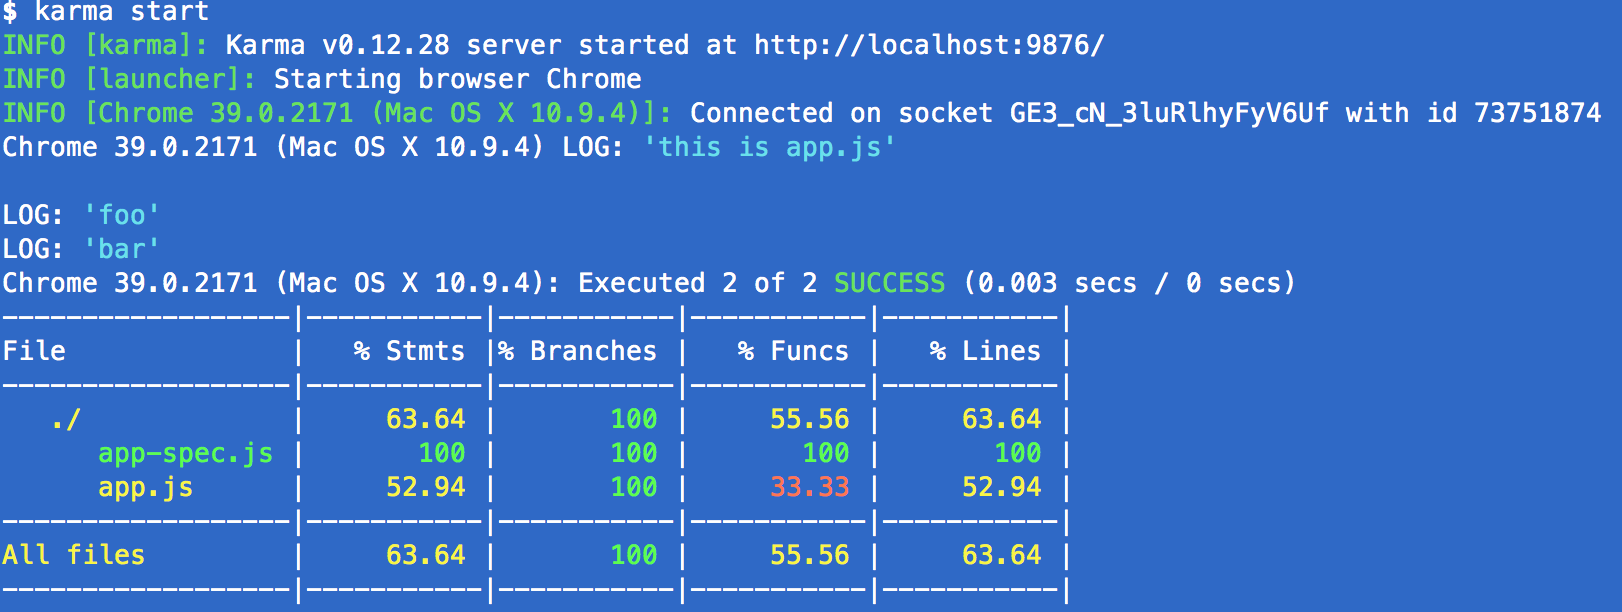 $ karma start
INFO [karma]: Karma v0.12.28 server started at http://localhost:9876/
INFO [launcher]: Starting browser Chrome
INFO [Chrome 39.0.2171 (Mac OS X 10.9.4)]: Connected on socket GE3_cN_3luRlhyFyV6Uf with id 73751874
Chrome 39.0.2171 (Mac OS X 10.9.4) LOG: 'this is app.js'

LOG: 'foo'
LOG: 'bar'
Chrome 39.0.2171 (Mac OS X 10.9.4): Executed 2 of 2 SUCCESS (0.003 secs / 0 secs)
------------------|-----------|-----------|-----------|-----------|
File              |   % Stmts |% Branches |   % Funcs |   % Lines |
------------------|-----------|-----------|-----------|-----------|
   ./             |     63.64 |       100 |     55.56 |     63.64 |
      app-spec.js |       100 |       100 |       100 |       100 |
      app.js      |     52.94 |       100 |     33.33 |     52.94 |
------------------|-----------|-----------|-----------|-----------|
All files         |     63.64 |       100 |     55.56 |     63.64 |
------------------|-----------|-----------|-----------|-----------|